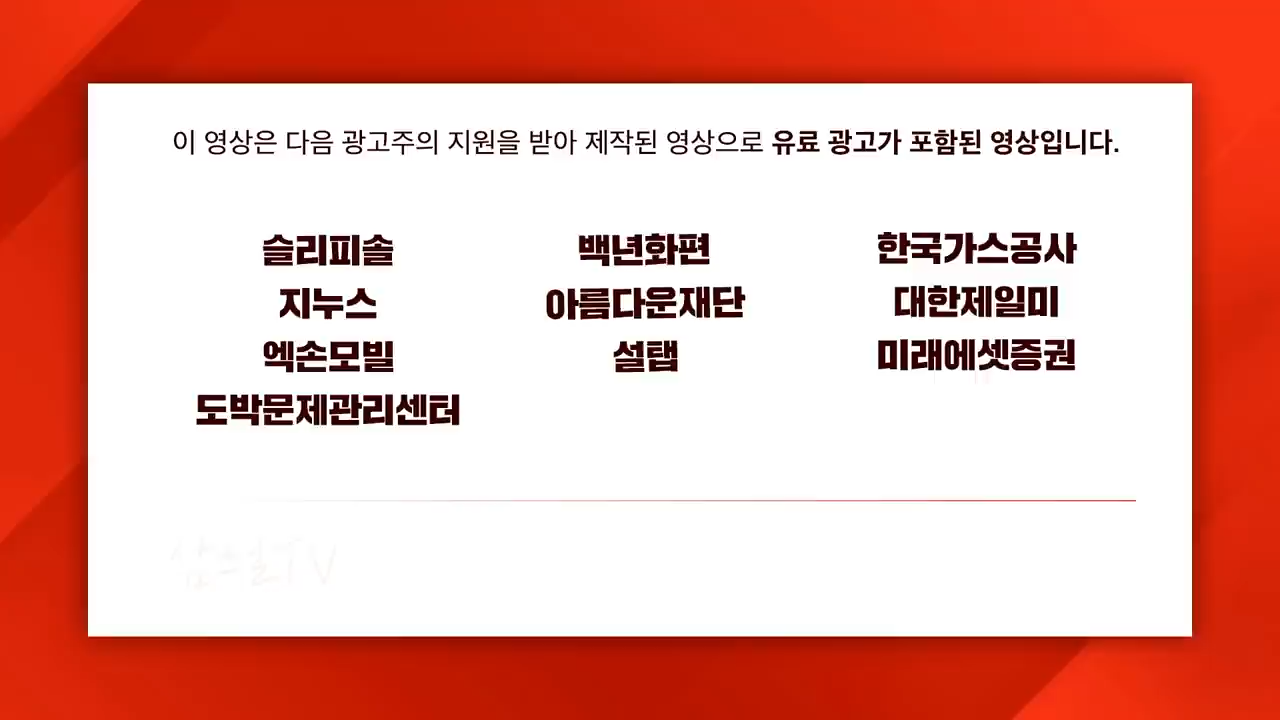 이 영상은 다음 광고주의 지원을 받아 제작된 영상으로 유료 광고가 포함된 영상입니다.
슬리피솔 백년화편 한국가스공사
지누스 아름다운재단 대한제일미
엑손모빌 설탭 미래에셋증권
도박문제관리센터